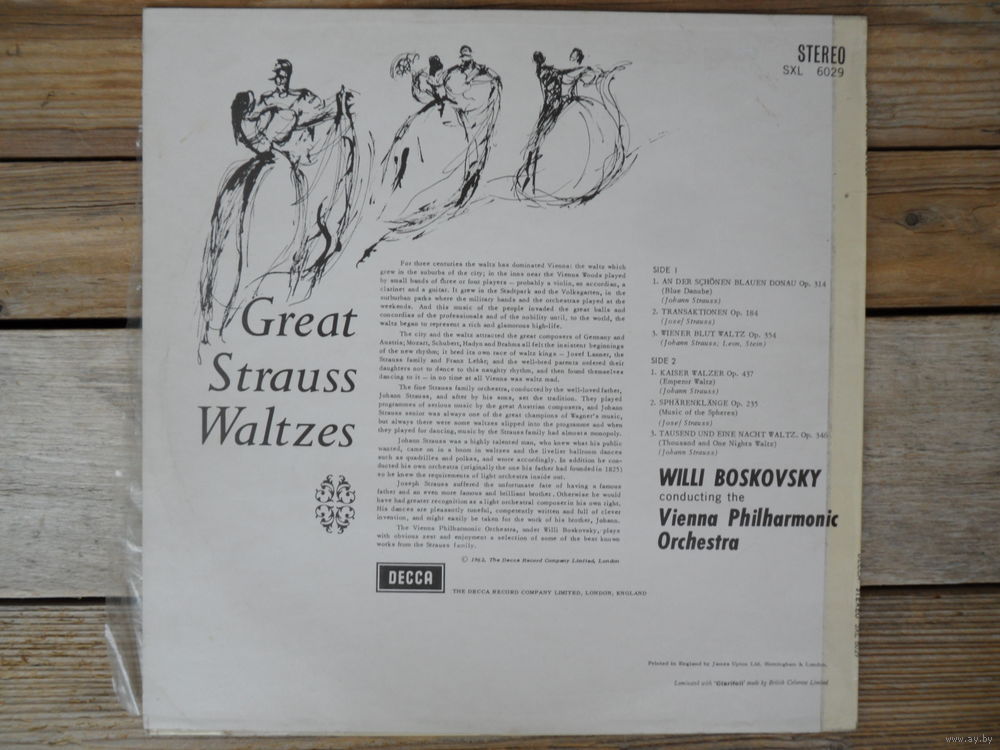 STEREO
SXL 6029
For three centuries the waltz has dominated Vienna: the waltz which
grew in the suburbs of the city; in the inns near the Vienna Woods played
by small bands of three or four players – probably a violin, an accordian, a
clarinet and a guitar. It grew in the Stadtpark and the Volksgarten, in the
suburban parks where the military bands and the orchestras played at the
weekends. And this music of the people invaded the great balls and
concordias of the professionals and of the nobility until, to the world, the
waltz began to represent a rich and glamorous high-life.
The city and the waltz attracted the great composers of Germany and
Austria; Mozart, Schubert, Haydn and Brahms all felt the insistent beginnings
of the new rhythm; it bred its own race of waltz kings – Josef Lanner, the
Strauss family and Franz Lehár; and the well-bred parents ordered their
daughters not to dance to this naughty rhythm, and then found themselves
dancing to it – in no time at all Vienna was waltz mad.
The fine Strauss family orchestra, conducted by the well-loved father,
Johann Strauss, and after by his sons, set the tradition. They played
programmes of serious music by the great Austrian composers, and Johann
Strauss senior was always one of the great champions of Wagner's music,
but always there were some waltzes slipped into the programme and when
they played for dancing, music by the Strauss family had almost a monopoly.
Johann Strauss was a highly talented man, who knew what his public
wanted, came on a boom in waltzes and the livelier ballroom dances
such as quadrilles and polkas, and wrote accordingly. In addition he con-
ducted his own orchestra (originally the one his father had founded in 1825)
so he knew the requirements of light orchestra inside out.
Joseph Strauss suffered the unfortunate fate of having a famous
father and an even more famous and brilliant brother. Otherwise he would
have had greater recognition as a light orchestral composer in his own right.
His dances are pleasantly tuneful, competently written and full of clever
invention, and might easily be taken for the work of his brother, Johann.
The Vienna Philharmonic Orchestra, under Willi Boskovsky, plays
with obvious zest and enjoyment a selection of some of the best known
works from the Strauss family.
© 1962, The Decca Record Company Limited, London
Great
Strauss
Waltzes
SIDE 1
1. AN DER SCHÖNEN BLAUEN DONAU Op. 314
(Blue Danube)
(Johann Strauss)
2. TRANSAKTIONEN Op. 184
(Josef Strauss)
3. WIENER BLUT WALTZ Op. 354
(Johann Strauss; Leon, Stein)
SIDE 2
1. KAISER WALZER Op. 437
(Emperor Waltz)
(Johann Strauss)
2. SPHÄRENKLÄNGE Op. 235
(Music of the Spheres)
(Josef Strauss)
3. TAUSEND UND EINE NACHT WALTZ. Op. 346
(Thousand and One Nights Waltz)
(Johann Strauss)
WILLI BOSKOVSKY
conducting the
Vienna Philharmonic
Orchestra
DECCA
THE DECCA RECORD COMPANY LIMITED, LONDON, ENGLAND
Printed in England by James Upton Ltd, Birmingham & London.
Laminated with 'Clarifoil' made by British Celanese Limited
www.ay.by